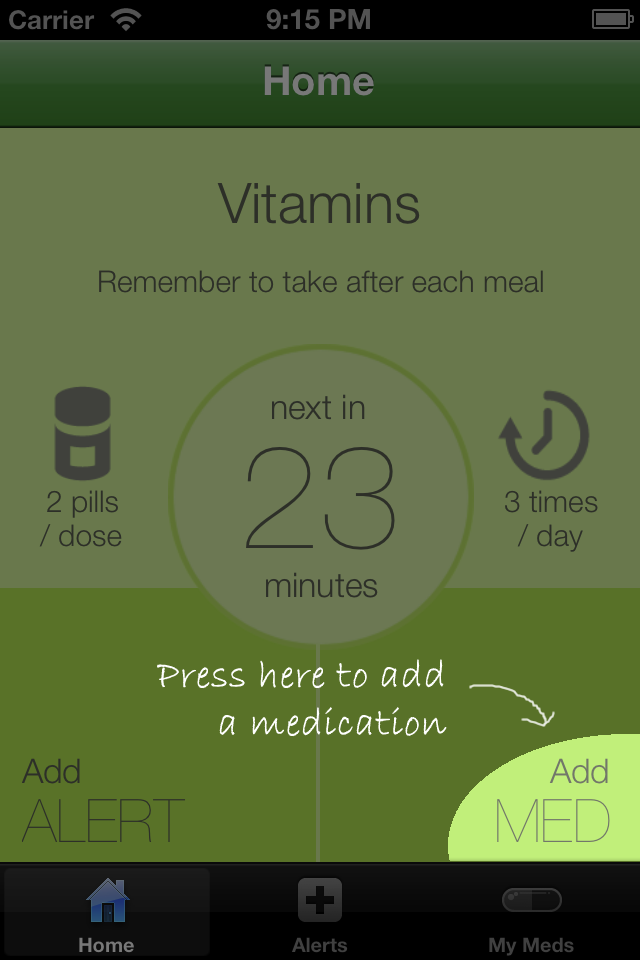 Carrier 9:15 PM
Home
Vitamins
Remember to take after each meal
next in
23
minutes
2 pills
/ dose
3 times
/ day
Press here to add
a medication
Add
ALERT
Add
MED
Home Alerts My Meds